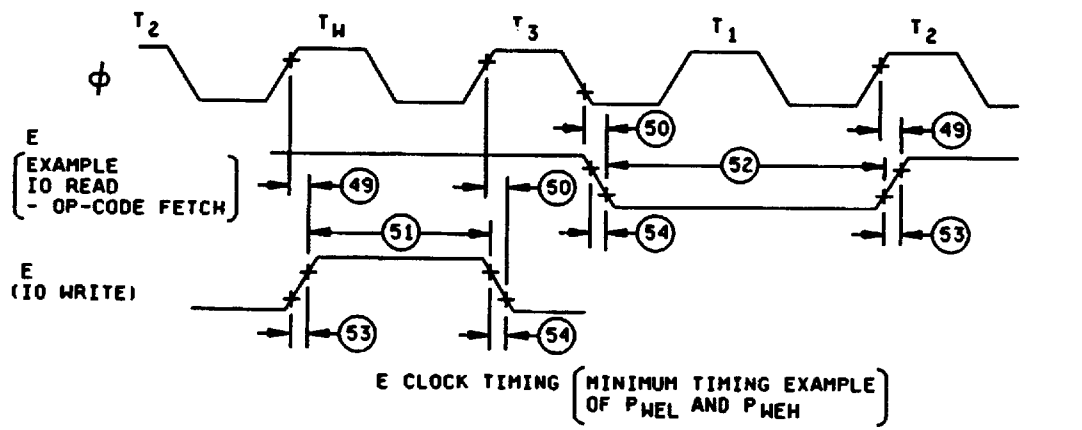 T2 TW T3 T1 T2
ϕ
50 49
E
EXAMPLE
IO READ
- OP-CODE FETCH
52
49 50
54 53
51
E
(IO WRITE)
53 54
E CLOCK TIMING (MINIMUM TIMING EXAMPLE
OF PWEL AND PWEH)